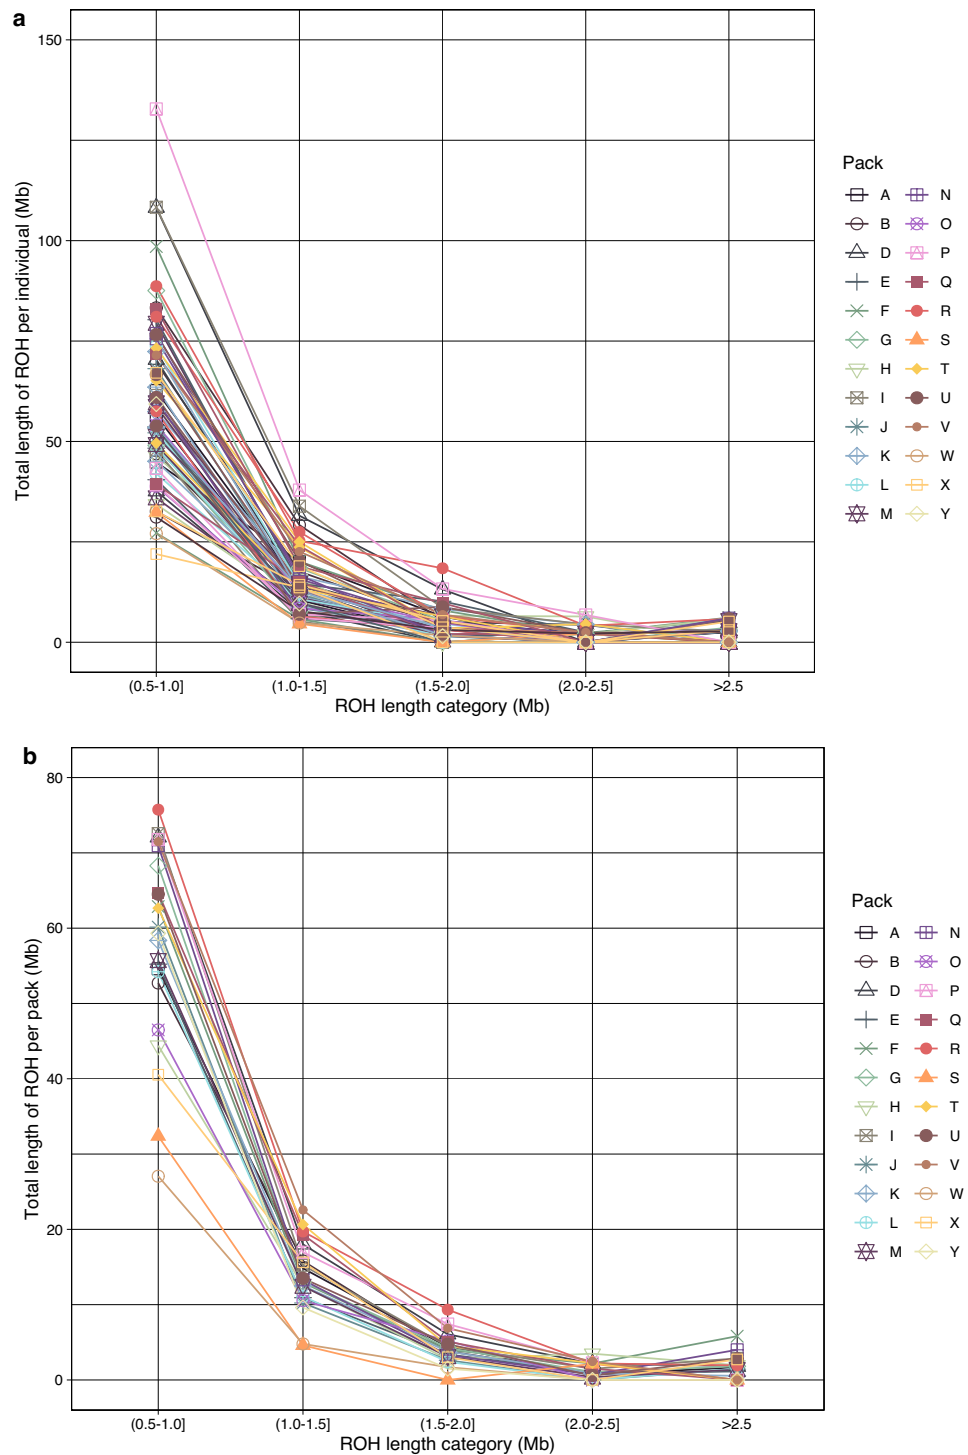 a
Total length of ROH per individual (Mb)
150
100
50
0
(0.5-1.0]
(1.0-1.5]
(1.5-2.0]
(2.0-2.5]
>2.5
ROH length category (Mb)
Pack
A N
B O
D P
E Q
F R
G S
H T
I U
J V
K W
L X
M Y
b
Total length of ROH per pack (Mb)
80
60
40
20
0
(0.5-1.0]
(1.0-1.5]
(1.5-2.0]
(2.0-2.5]
>2.5
ROH length category (Mb)
Pack
A N
B O
D P
E Q
F R
G S
H T
I U
J V
K W
L X
M Y